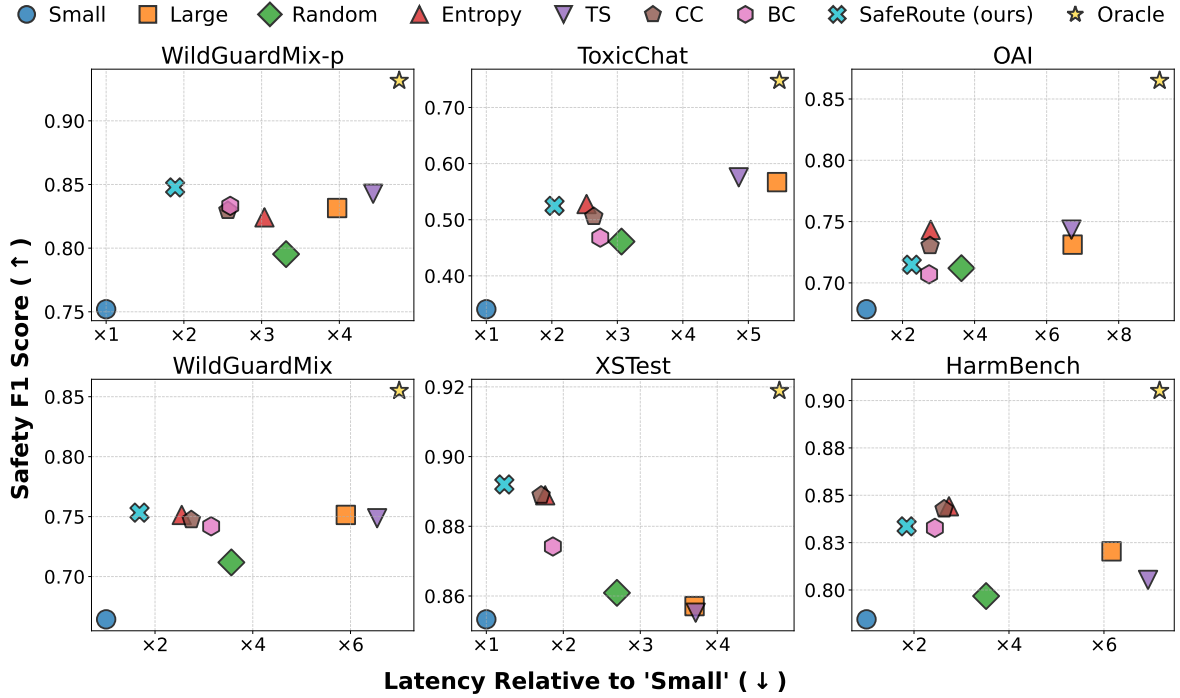 Small Large Random Entropy TS CC BC SafeRoute (ours) Oracle
WildGuardMix-p
0.90
0.85
0.80
0.75
×1 ×2 ×3 ×4
ToxicChat
0.70
0.60
0.50
0.40
×1 ×2 ×3 ×4 ×5
OAI
0.85
0.80
0.75
0.70
×2 ×4 ×6 ×8
WildGuardMix
0.85
0.80
0.75
0.70
×2 ×4 ×6
XSTest
0.92
0.90
0.88
0.86
×1 ×2 ×3 ×4
HarmBench
0.90
0.88
0.85
0.83
0.80
×2 ×4 ×6
Safety F1 Score (↑)
Latency Relative to 'Small' (↓)